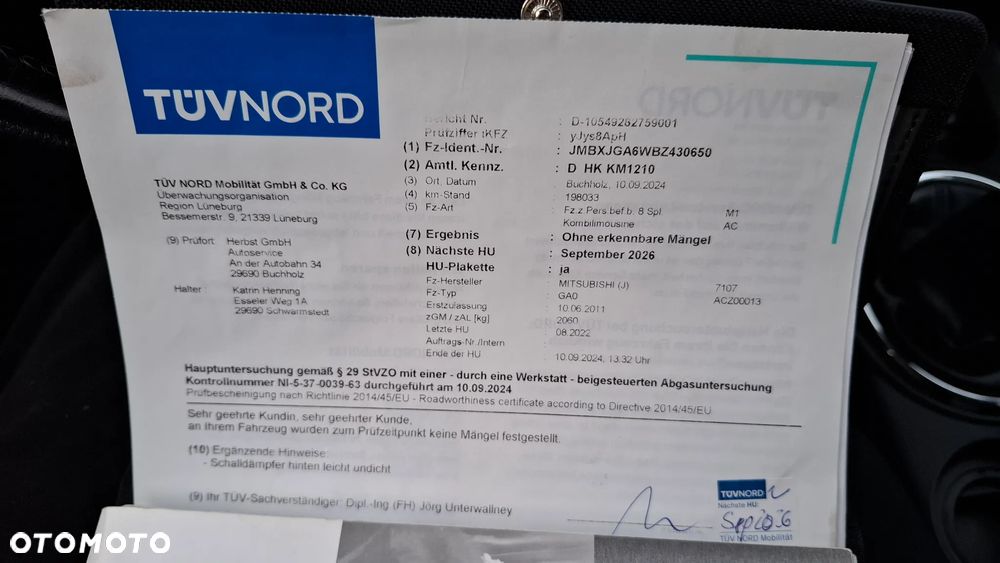 TÜVNORD
TÜV NORD Mobilität GmbH & Co. KG
Überwachungsorganisation
Region Lüneburg
Bessemerstr. 9, 21339 Lüneburg
(9) Prüfort Herbst GmbH
Autoservice
An der Autobahn 34
29690 Buchholz
Halter : Katrin Henning
Esseler Weg 1A
29690 Schwarmstedt
Bericht Nr. : D-10549262759001
Prüfziffer iKFZ : yJys8ApH
(1) Fz-Ident.-Nr. : JMBXJGA6WBZ430650
(2) Amtl. Kennz. : D HK KM1210
(3) Ort, Datum : Buchholz, 10.09.2024
(4) km-Stand : 198033
(5) Fz-Art : Fz.z.Pers.bef.b. 8 Spl. M1
Kombilimousine AC
(7) Ergebnis : Ohne erkennbare Mängel
(8) Nächste HU : September 2026
HU-Plakette : ja
Fz-Hersteller : MITSUBISHI (J) 7107
Fz-Typ : GA0 ACZ00013
Erstzulassung : 10.06.2011
zGM / zAL [kg] : 2060
Letzte HU : 08.2022
Auftrags-Nr./Intern :
Ende der HU : 10.09.2024, 13.32 Uhr
Hauptuntersuchung gemäß § 29 StVZO mit einer - durch eine Werkstatt - beigesteuerten Abgasuntersuchung
Kontrollnummer NI-5-37-0039-63 durchgeführt am 10.09.2024
Prüfbescheinigung nach Richtlinie 2014/45/EU - Roadworthiness certificate according to Directive 2014/45/EU
Sehr geehrte Kundin, sehr geehrter Kunde,
an Ihrem Fahrzeug wurden zum Prüfzeitpunkt keine Mängel festgestellt.
(10) Ergänzende Hinweise:
- Schalldämpfer hinten leicht undicht
(9) Ihr TÜV-Sachverständiger: Dipl.-Ing (FH) Jörg Unterwallney
TÜVNORD
Nächste HU:
TÜV NORD Mobilität
OTOMOTO